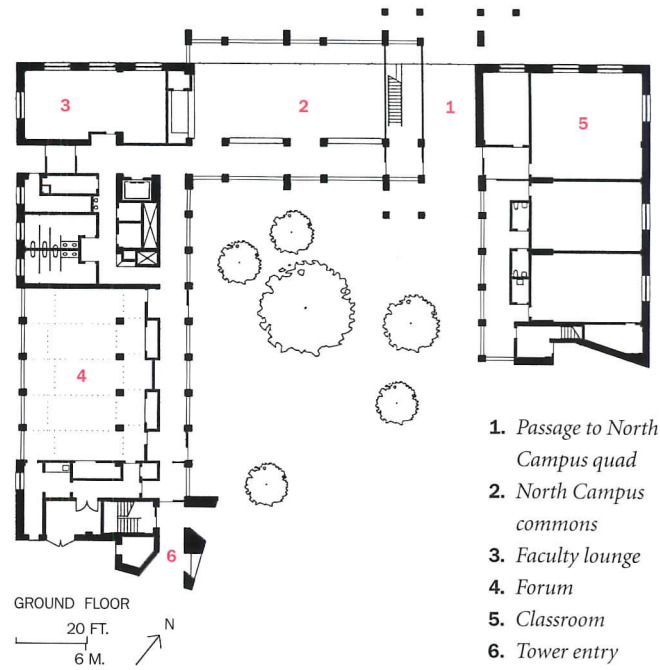 3
2
1
5
4
6
1. Passage to North
Campus quad
2. North Campus
commons
3. Faculty lounge
4. Forum
5. Classroom
6. Tower entry
GROUND FLOOR
20 FT.
6 M.
N